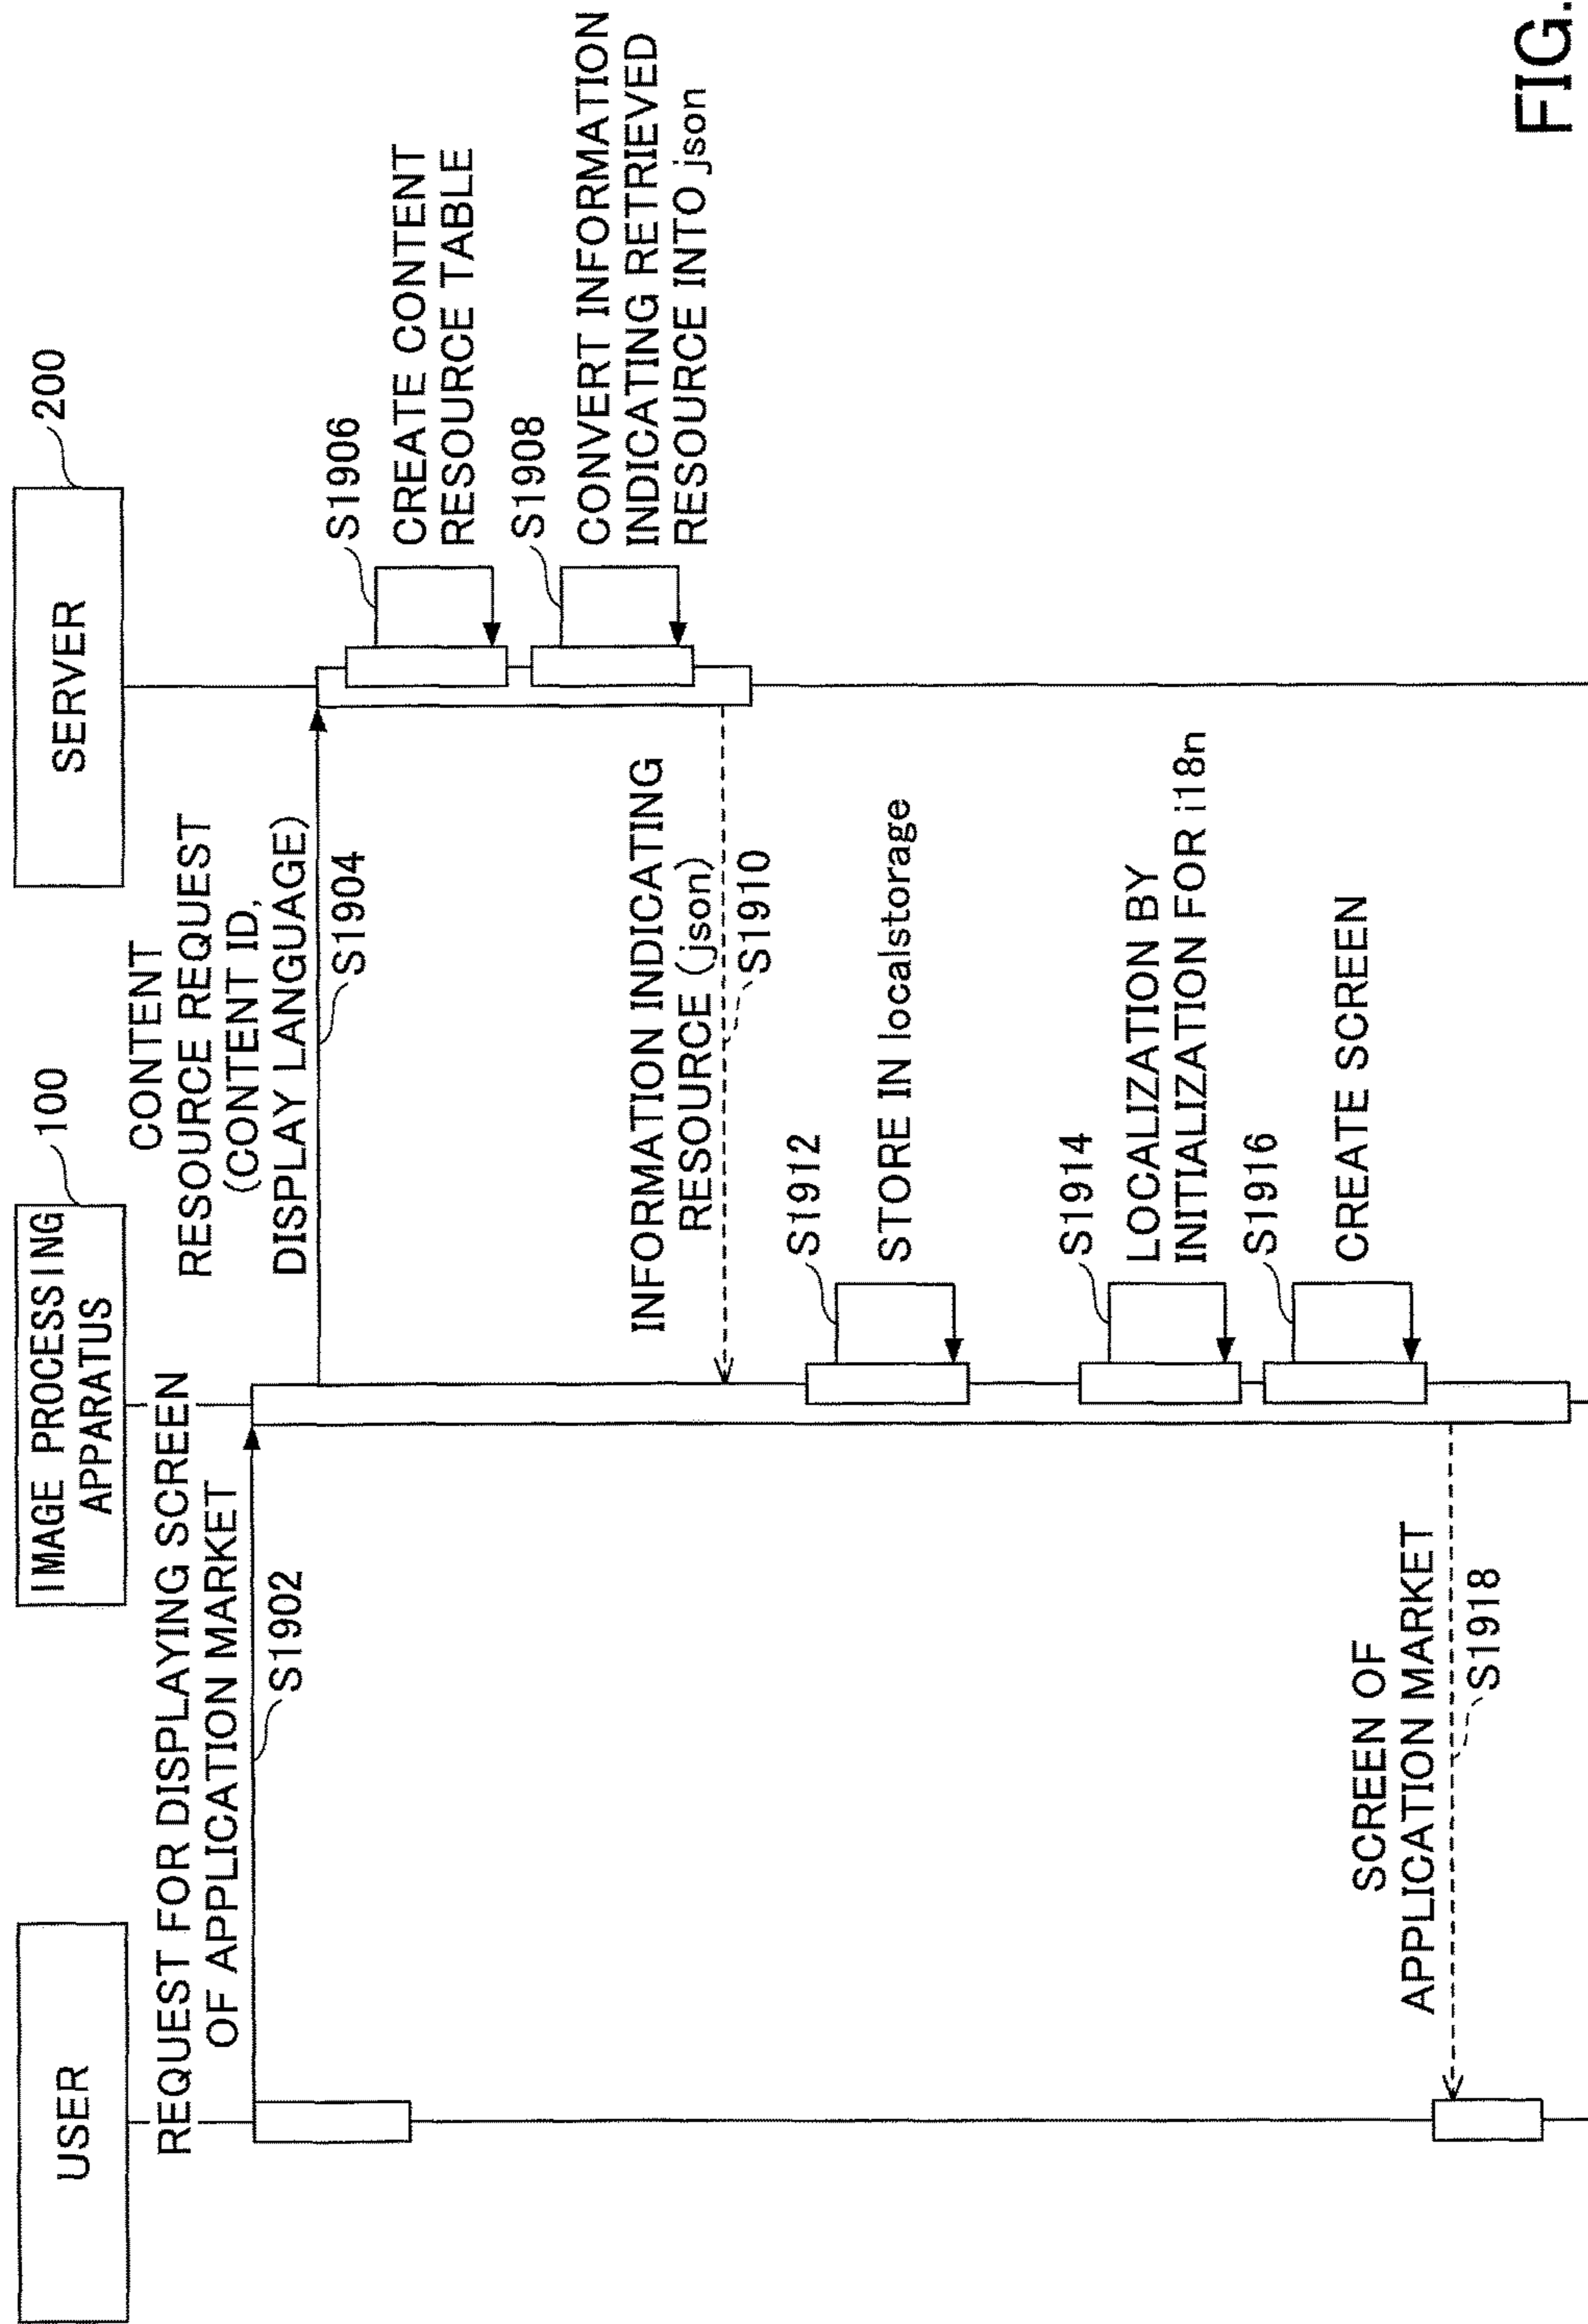 USER
IMAGE PROCESSING
APPARATUS
100
SERVER
200
REQUEST FOR DISPLAYING SCREEN
OF APPLICATION MARKET
S1902
CONTENT
RESOURCE REQUEST
(CONTENT ID,
DISPLAY LANGUAGE)
S1904
S1906
CREATE CONTENT
RESOURCE TABLE
S1908
CONVERT INFORMATION
INDICATING RETRIEVED
RESOURCE INTO json
INFORMATION INDICATING
RESOURCE (json)
S1910
S1912
STORE IN localstorage
S1914
LOCALIZATION BY
INITIALIZATION FOR i18n
S1916
CREATE SCREEN
SCREEN OF
APPLICATION MARKET
S1918
FIG.